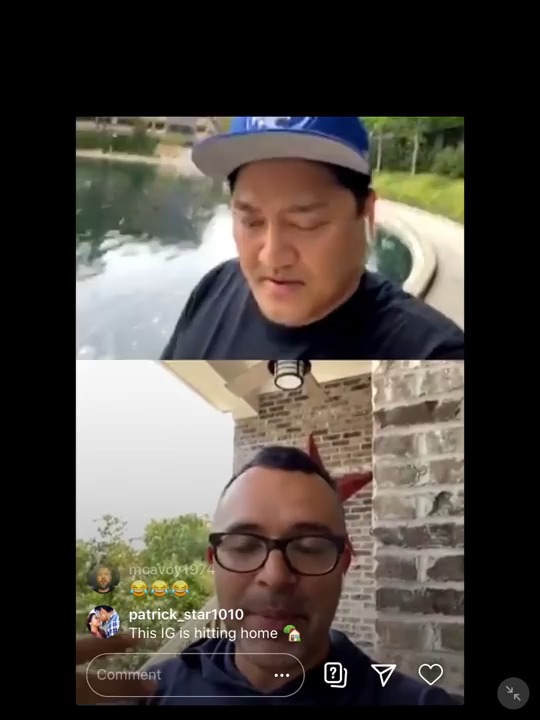 mcavoy1974
😂😂😂
patrick_star1010
This IG is hitting home 🏡
Comment